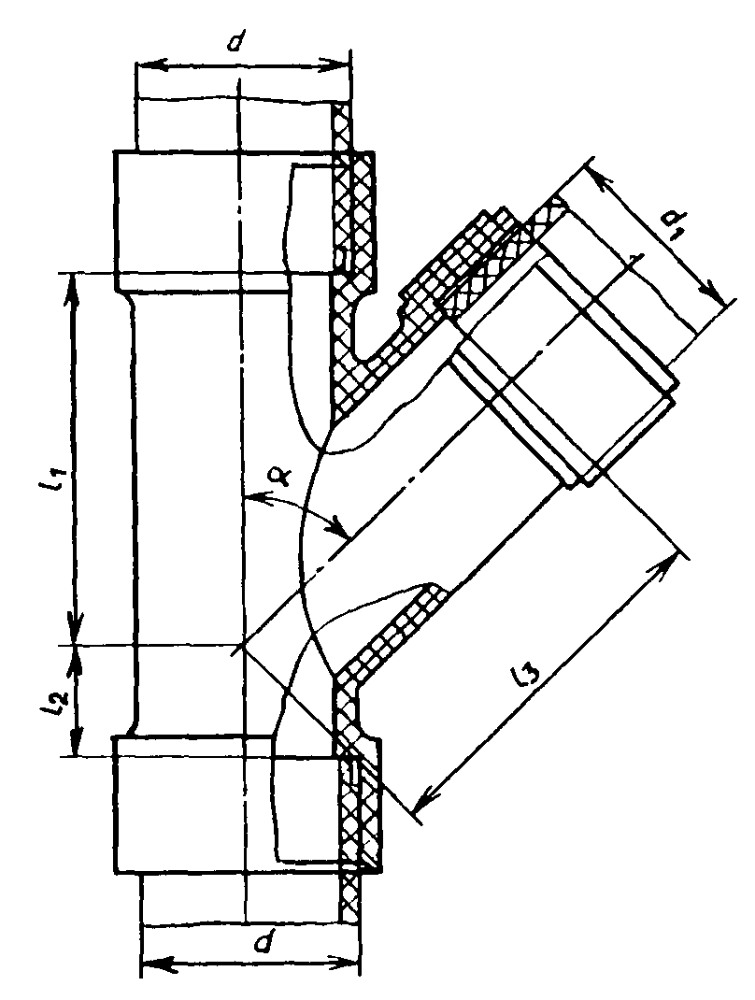 d
d₁
l₁
α
l₂
l₃
d